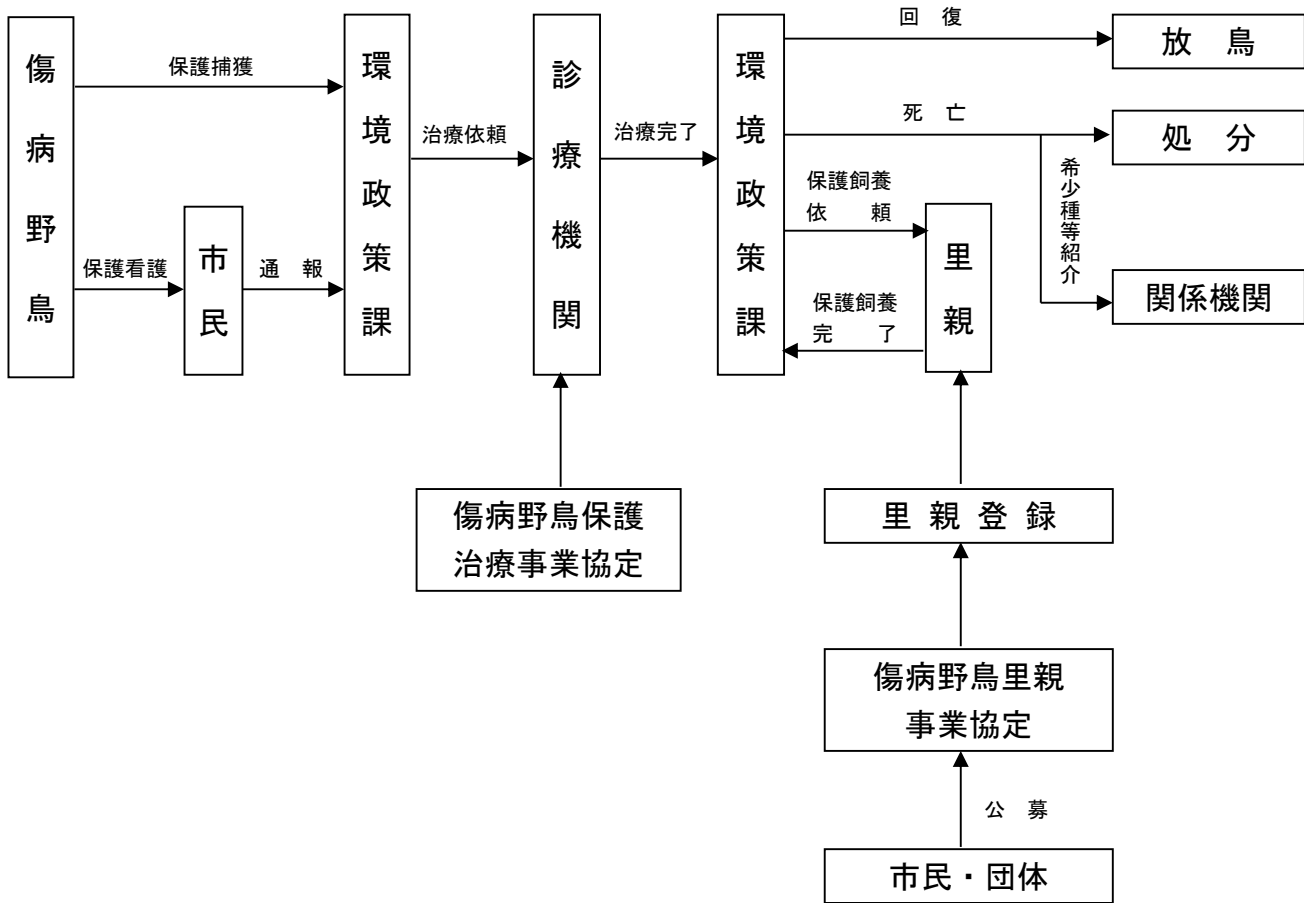 傷病野鳥
保護捕獲
保護看護
市民
通　報
環境政策課
治療依頼
診療機関
治療完了
環境政策課
回　復
放　鳥
死　亡
処　分
希少種等紹介
関係機関
保護飼養
依　　頼
里親
保護飼養
完　　了
傷病野鳥保護
治療事業協定
里 親 登 録
傷病野鳥里親
事業協定
公　募
市民・団体